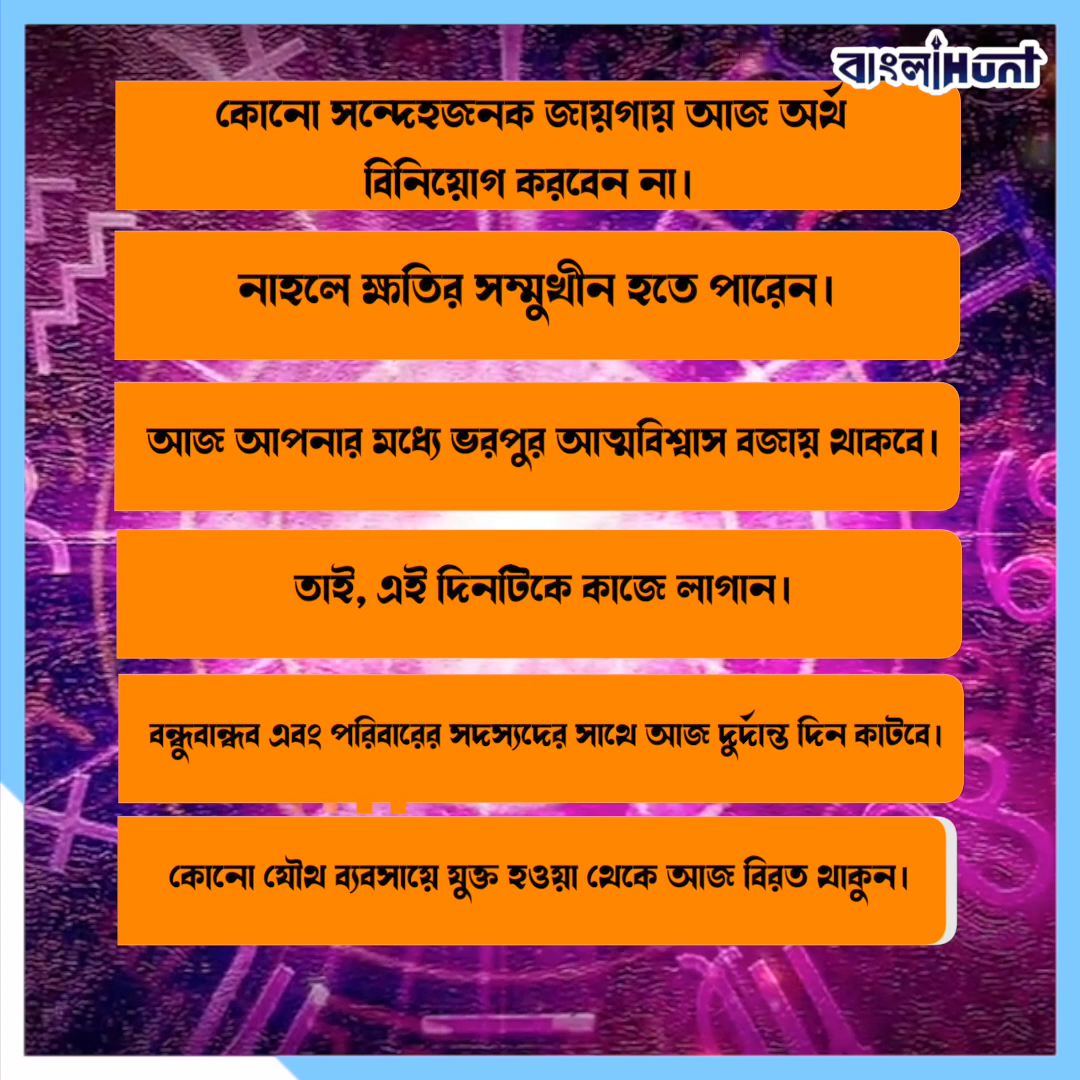 বাংলাHunt
কোনো সন্দেহজনক জায়গায় আজ অর্থ
বিনিয়োগ করবেন না।
নাহলে ক্ষতির সম্মুখীন হতে পারেন।
আজ আপনার মধ্যে ভরপুর আত্মবিশ্বাস বজায় থাকবে।
তাই, এই দিনটিকে কাজে লাগান।
বন্ধুবান্ধব এবং পরিবারের সদস্যদের সাথে আজ দুর্দান্ত দিন কাটবে।
কোনো যৌথ ব্যবসায়ে যুক্ত হওয়া থেকে আজ বিরত থাকুন।